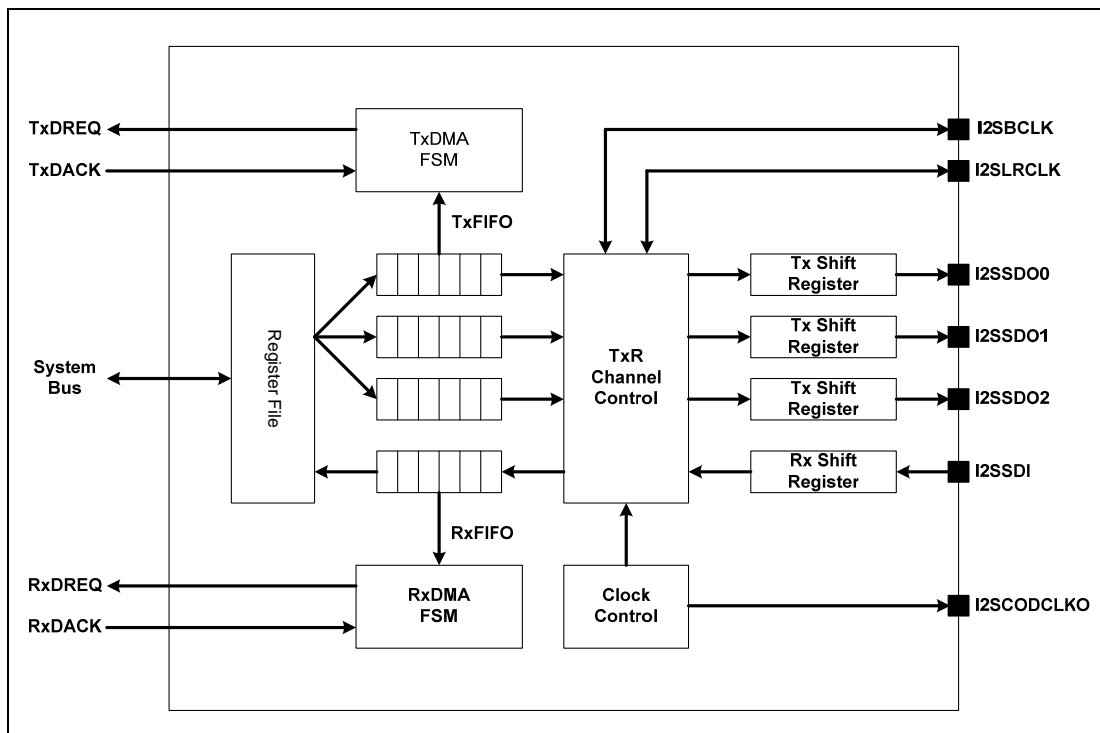 TxDREQ
TxDACK
TxDMA
FSM
I2SBCLK
I2SLRCLK
TxFIFO
Register File
TxR
Channel
Control
Tx Shift
Register
I2SSDO0
Tx Shift
Register
I2SSDO1
System
Bus
Tx Shift
Register
I2SSDO2
Rx Shift
Register
I2SSDI
RxFIFO
RxDREQ
RxDACK
RxDMA
FSM
Clock
Control
I2SCODCLKO